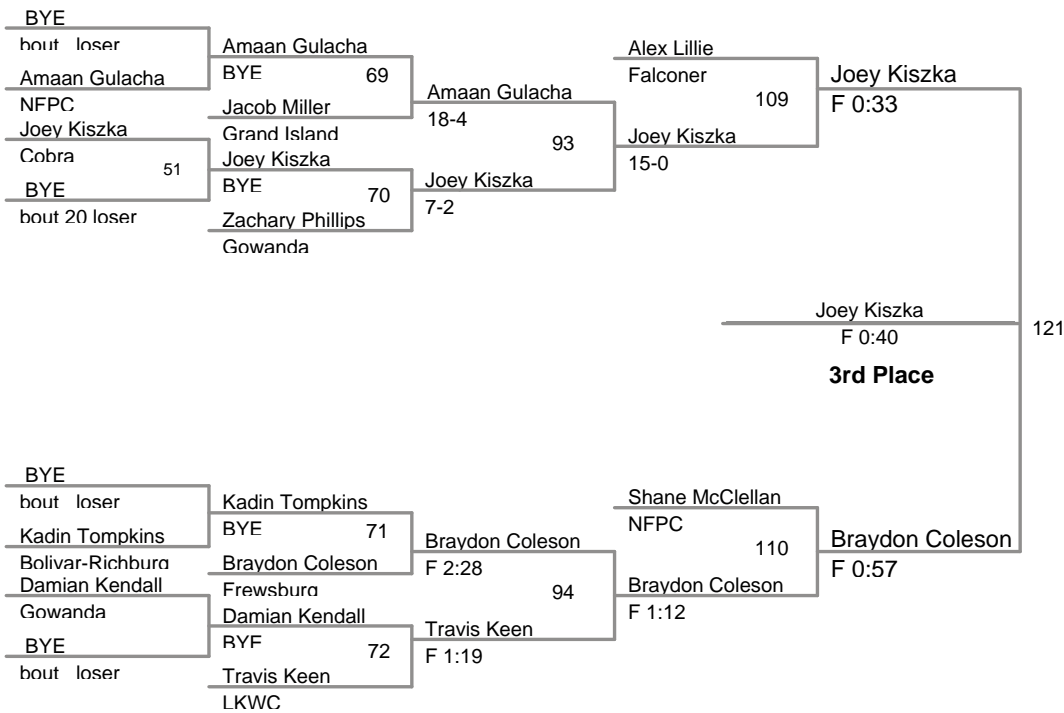 BYE
bout   loser
Amaan Gulacha
NFPC
Joey Kiszka
Cobra
51
BYE
bout 20 loser
Amaan Gulacha
BYE
69
Jacob Miller
Grand Island
Joey Kiszka
BYE
70
Zachary Phillips
Gowanda
Amaan Gulacha
18-4
93
Joey Kiszka
7-2
Alex Lillie
Falconer
109
Joey Kiszka
15-0
Joey Kiszka
F 0:33
Joey Kiszka
F 0:40
3rd Place
121
BYE
bout   loser
Kadin Tompkins
Bolivar-Richburg
Damian Kendall
Gowanda
BYE
bout   loser
Kadin Tompkins
BYE
71
Braydon Coleson
Frewsburg
Damian Kendall
BYE
72
Travis Keen
LKWC
Braydon Coleson
F 2:28
94
Travis Keen
F 1:19
Shane McClellan
NFPC
110
Braydon Coleson
F 1:12
Braydon Coleson
F 0:57